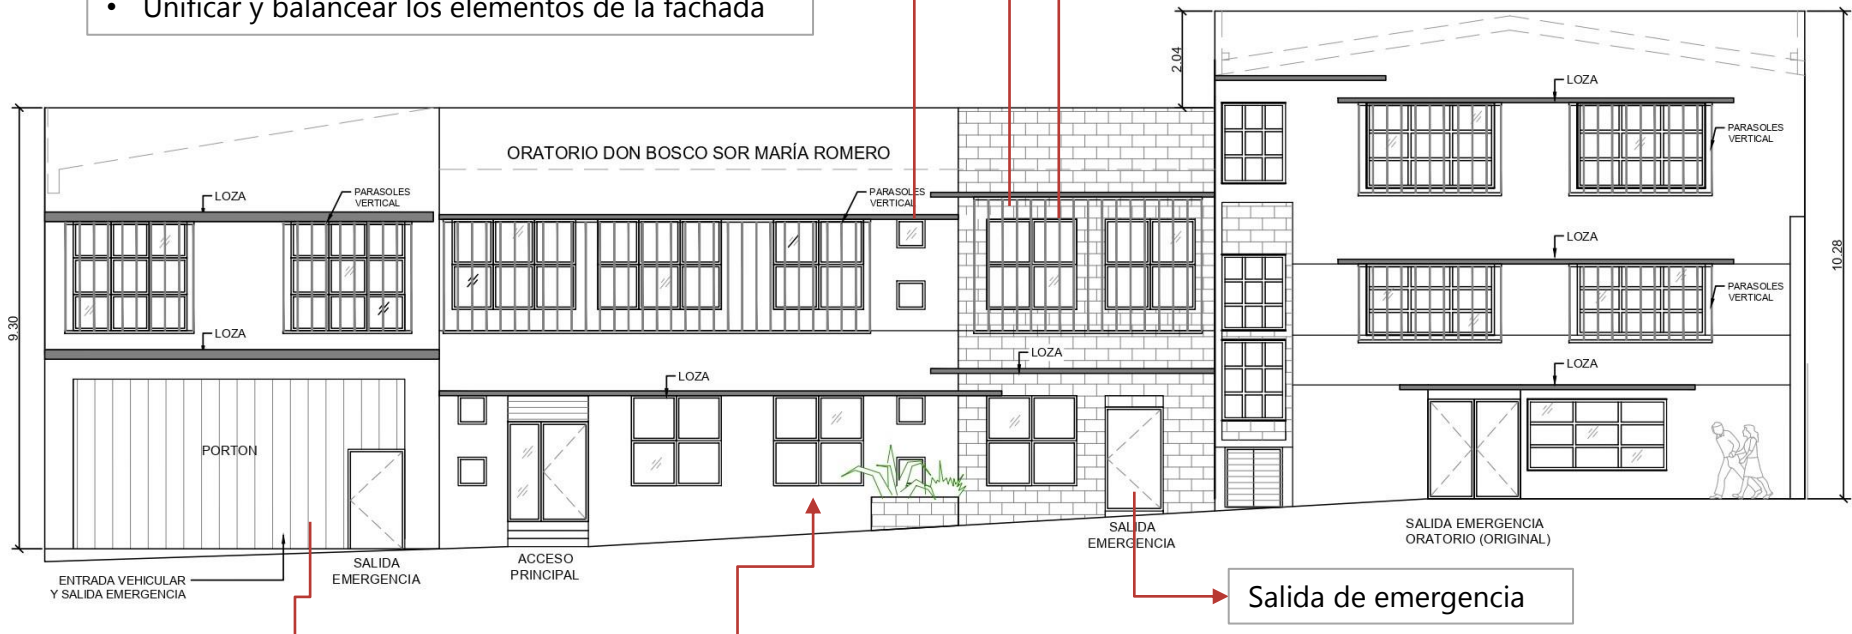 • Unificar y balancear los elementos de la fachada
2.04
LOZA
PARASOLES
VERTICAL
ORATORIO DON BOSCO SOR MARÍA ROMERO
LOZA
PARASOLES
VERTICAL
PARASOLES
VERTICAL
LOZA
10.28
PARASOLES
VERTICAL
9.30
LOZA
LOZA
LOZA
LOZA
PORTON
SALIDA
EMERGENCIA
SALIDA EMERGENCIA
ORATORIO (ORIGINAL)
ACCESO
PRINCIPAL
SALIDA
EMERGENCIA
ENTRADA VEHICULAR
Y SALIDA EMERGENCIA
Salida de emergencia